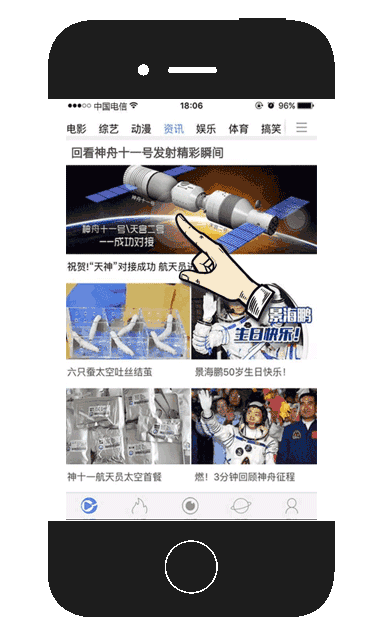 中国电信 18:06 96%
电影 综艺 动漫 资讯 娱乐 体育 搞笑
回看神舟十一号发射精彩瞬间
神舟十一号\天宫二号
---成功对接
祝贺!“天神”对接成功 航天员
景海鹏
生日快乐!
六只蚕太空吐丝结茧 景海鹏50岁生日快乐!
神十一航天员太空首餐 燃!3分钟回顾神舟征程